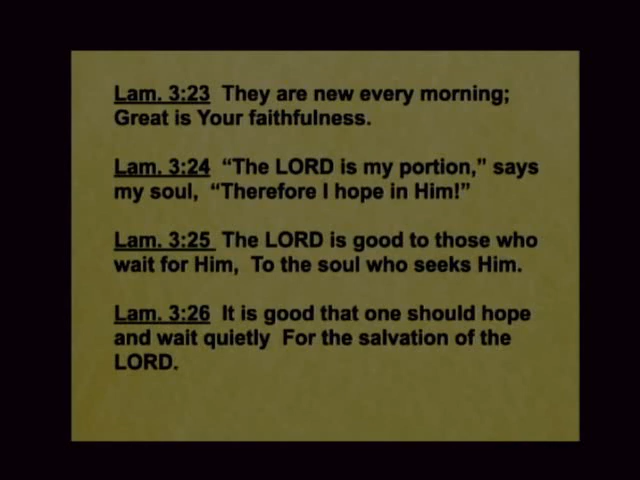 Lam. 3:23  They are new every morning;
Great is Your faithfulness.
Lam. 3:24  “The LORD is my portion,” says
my soul,  “Therefore I hope in Him!”
Lam. 3:25  The LORD is good to those who
wait for Him,  To the soul who seeks Him.
Lam. 3:26  It is good that one should hope
and wait quietly  For the salvation of the
LORD.